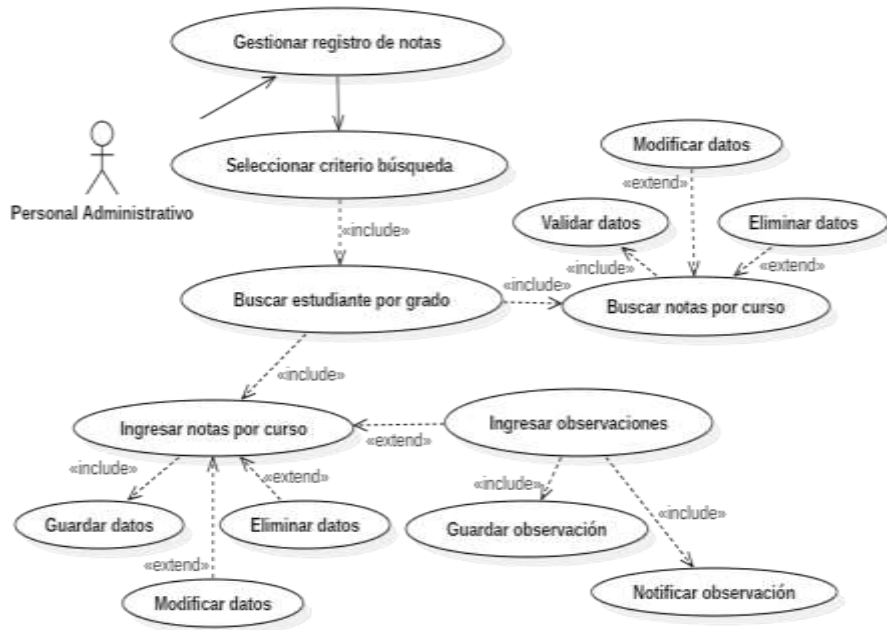 Gestionar registro de notas
Modificar datos
Seleccionar criterio búsqueda
«extend»
Personal Administrativo
Validar datos
Eliminar datos
«include»
«include»
«extend»
Buscar estudiante por grado
«include»
Buscar notas por curso
«include»
Ingresar notas por curso
Ingresar observaciones
«extend»
«include»
«extend»
«include»
«include»
Guardar datos
Eliminar datos
Guardar observación
«extend»
Modificar datos
Notificar observación